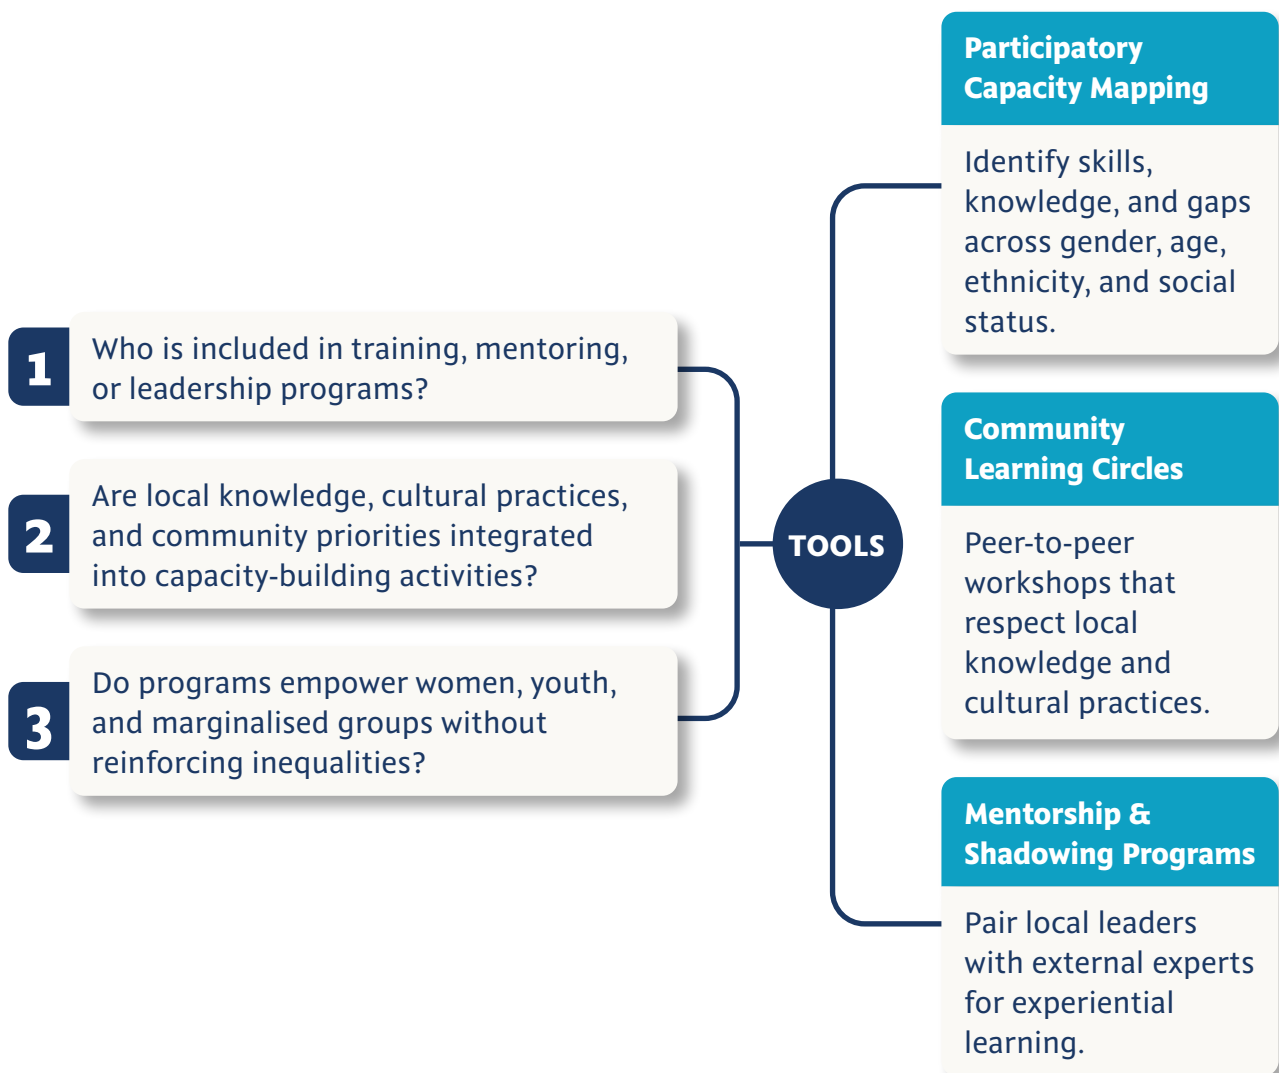 1
Who is included in training, mentoring,
or leadership programs?
2
Are local knowledge, cultural practices,
and community priorities integrated
into capacity-building activities?
3
Do programs empower women, youth,
and marginalised groups without
reinforcing inequalities?
TOOLS
Participatory
Capacity Mapping
Identify skills,
knowledge, and gaps
across gender, age,
ethnicity, and social
status.
Community
Learning Circles
Peer-to-peer
workshops that
respect local
knowledge and
cultural practices.
Mentorship &
Shadowing Programs
Pair local leaders
with external experts
for experiential
learning.